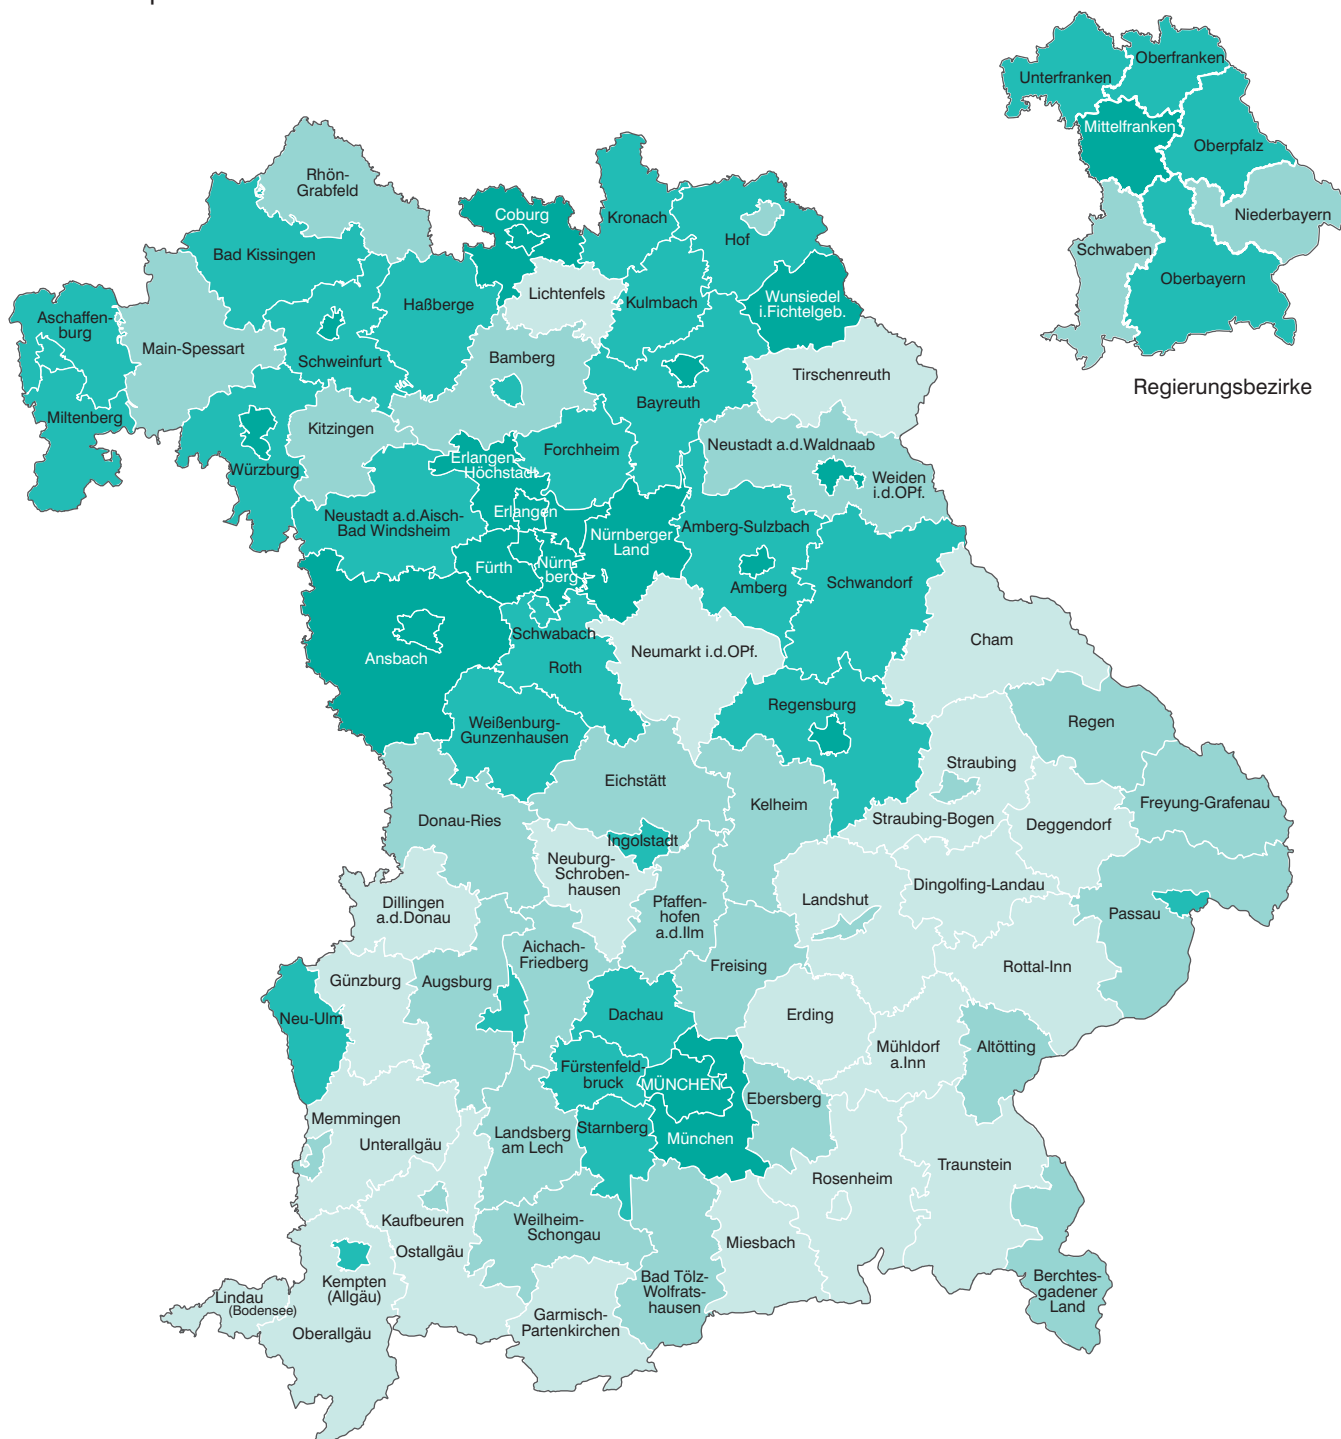 Oberfranken
Unterfranken
Mittelfranken
Oberpfalz
Niederbayern
Schwaben
Oberbayern
Regierungsbezirke
Rhön-
Grabfeld
Coburg
Kronach
Hof
Bad Kissingen
Lichtenfels
Haßberge
Kulmbach
Wunsiedel
i.Fichtelgeb.
Aschaffen-
burg
Main-Spessart
Schweinfurt
Bamberg
Tirschenreuth
Bayreuth
Miltenberg
Kitzingen
Würzburg
Erlangen-
Höchstadt
Forchheim
Neustadt a.d.Waldnaab
Weiden
i.d.OPf.
Neustadt a.d.Aisch-
Bad Windsheim
Erlangen
Nürnberger
Land
Amberg-Sulzbach
Fürth
Nürn-
berg
Amberg
Schwandorf
Ansbach
Schwabach
Roth
Neumarkt i.d.OPf.
Cham
Weißenburg-
Gunzenhausen
Regensburg
Regen
Eichstätt
Straubing
Kelheim
Freyung-Grafenau
Donau-Ries
Straubing-Bogen
Deggendorf
Ingolstadt
Neuburg-
Schroben-
hausen
Dingolfing-Landau
Dillingen
a.d.Donau
Pfaffen-
hofen
a.d.Ilm
Landshut
Passau
Aichach-
Friedberg
Freising
Rottal-Inn
Günzburg
Augsburg
Neu-Ulm
Dachau
Erding
Mühldorf
a.Inn
Altötting
Fürstenfeld-
bruck
MÜNCHEN
Ebersberg
Memmingen
Unterallgäu
Landsberg
am Lech
Starnberg
München
Rosenheim
Traunstein
Kaufbeuren
Weilheim-
Schongau
Ostallgäu
Miesbach
Kempten
(Allgäu)
Bad Tölz-
Wolfrats-
hausen
Berchtes-
gadener
Land
Lindau
(Bodensee)
Oberallgäu
Garmisch-
Partenkirchen